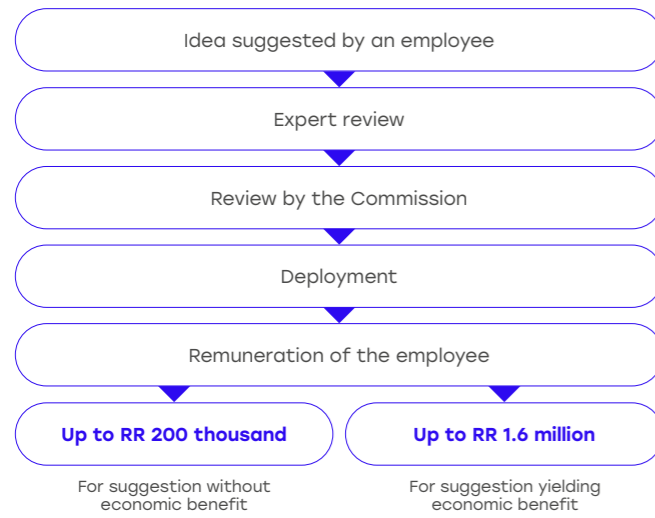 Idea suggested by an employee
Expert review
Review by the Commission
Deployment
Remuneration of the employee
Up to RR 200 thousand
Up to RR 1.6 million
For suggestion without
economic benefit
For suggestion yielding
economic benefit